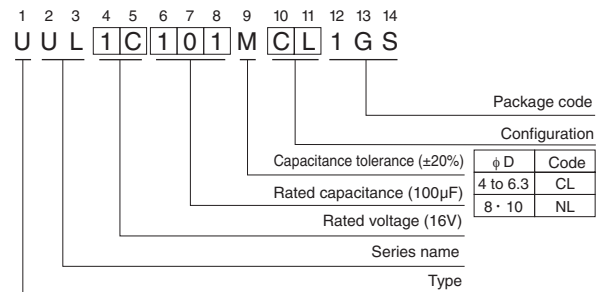 1 2 3 4 5 6 7 8 9 10 11 12 13 14
U U L 1 C 1 0 1 M C L 1 G S
Package code
Configuration
Capacitance tolerance (±20%)
ϕ D Code
4 to 6.3 CL
8 · 10 NL
Rated capacitance (100µF)
Rated voltage (16V)
Series name
Type